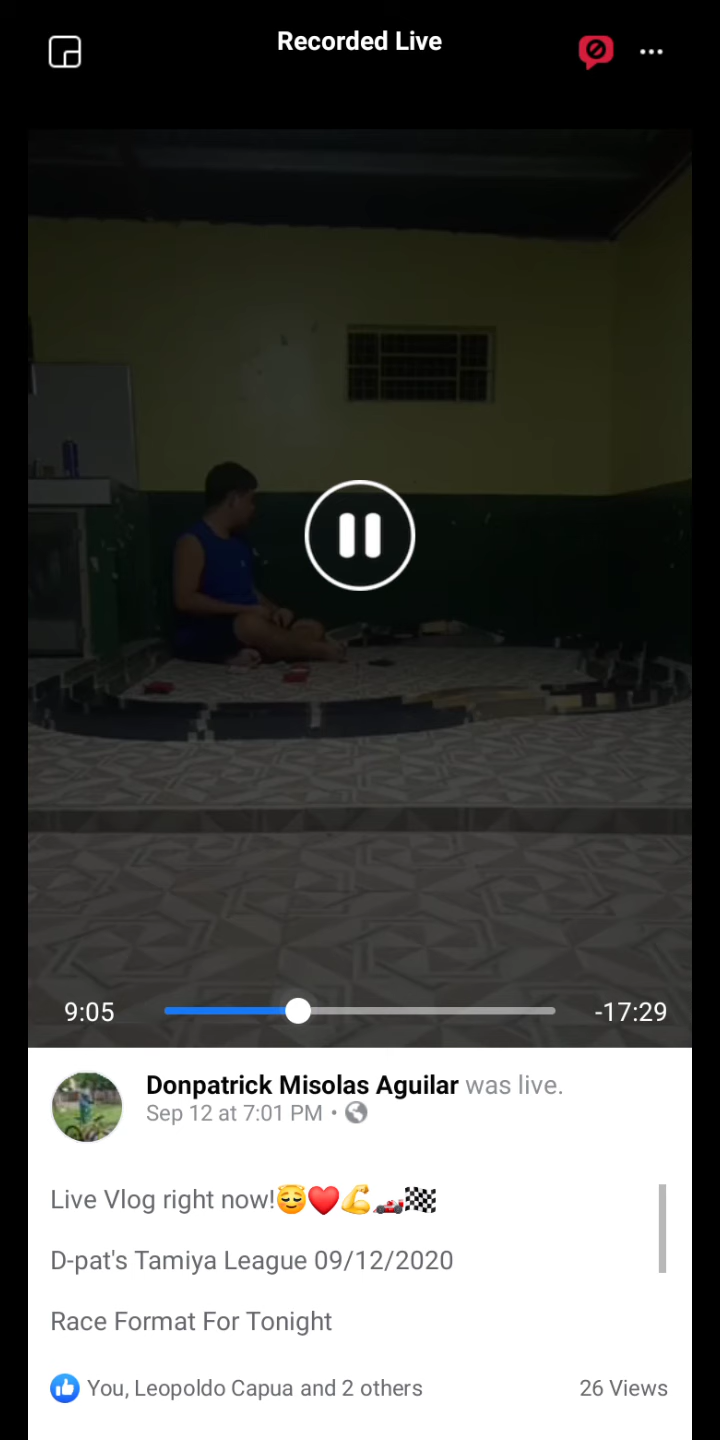 Recorded Live
9:05
-17:29
Donpatrick Misolas Aguilar was live.
Sep 12 at 7:01 PM •
Live Vlog right now!😇❤️💪🏎️🏁
D-pat's Tamiya League 09/12/2020
Race Format For Tonight
You, Leopoldo Capua and 2 others
26 Views